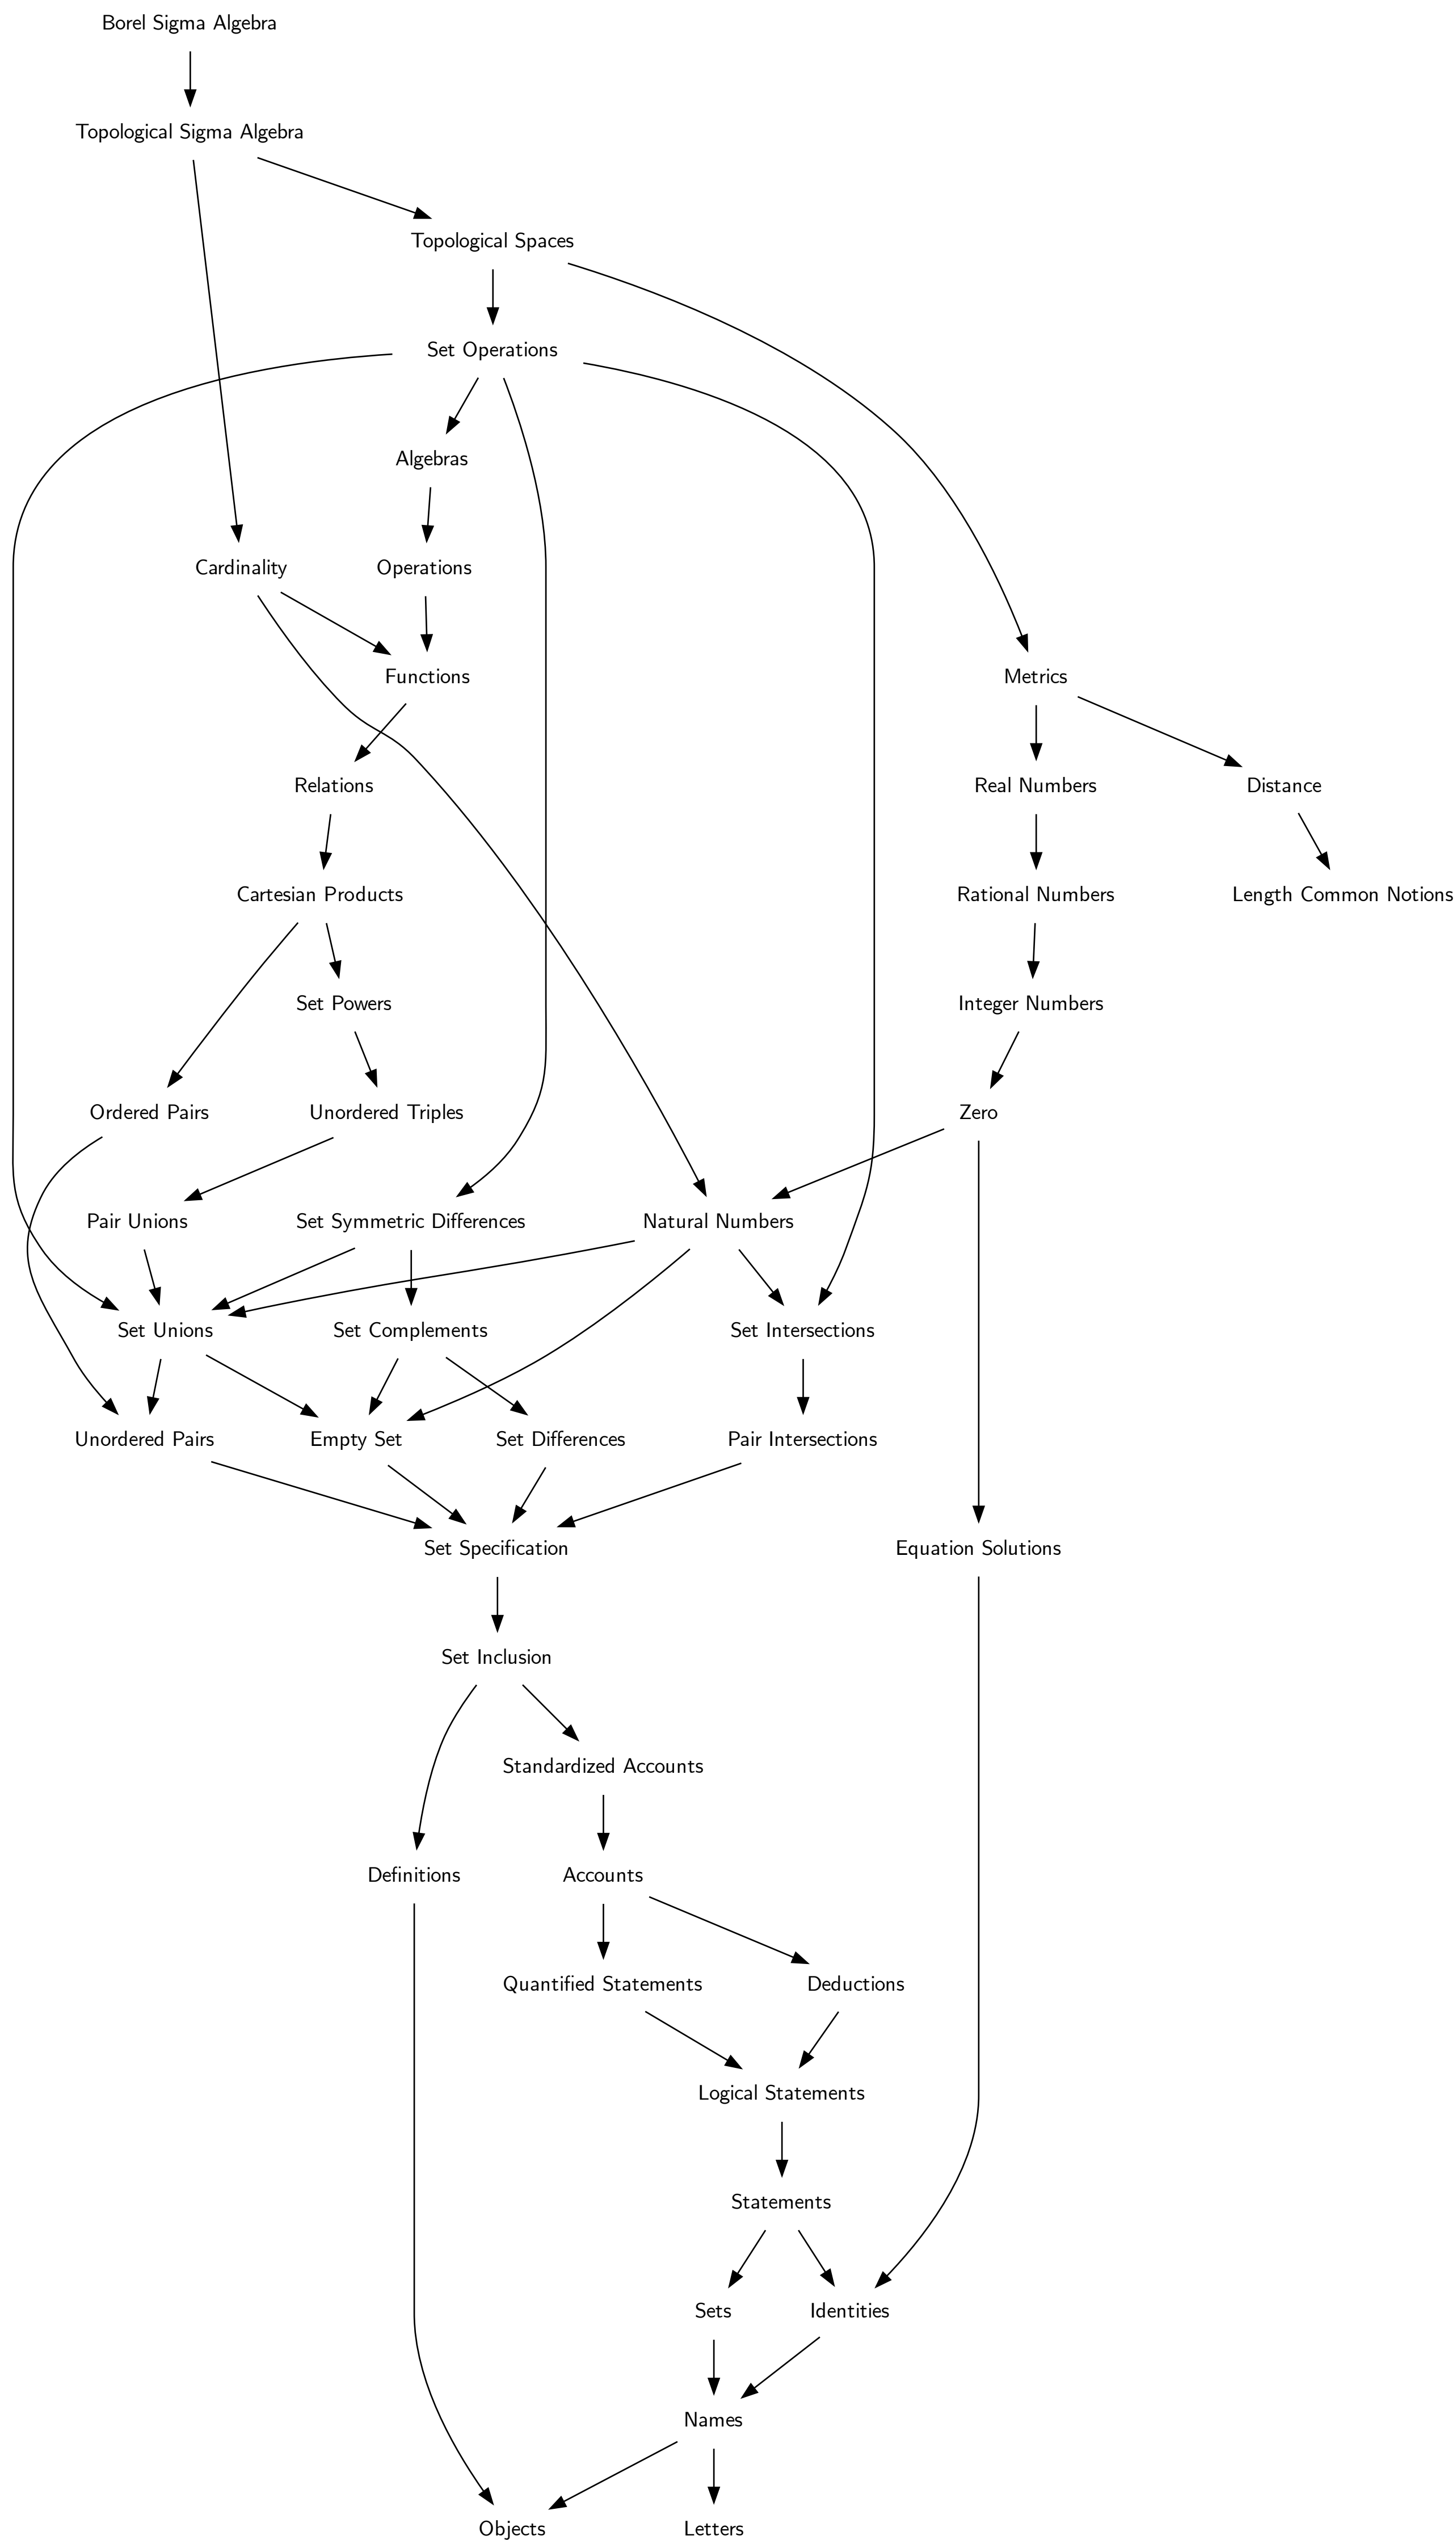 Borel Sigma Algebra
Topological Sigma Algebra
Topological Spaces
Set Operations
Algebras
Cardinality
Operations
Functions
Metrics
Relations
Real Numbers
Distance
Cartesian Products
Rational Numbers
Length Common Notions
Set Powers
Integer Numbers
Ordered Pairs
Unordered Triples
Zero
Pair Unions
Set Symmetric Differences
Natural Numbers
Set Unions
Set Complements
Set Intersections
Unordered Pairs
Empty Set
Set Differences
Pair Intersections
Set Specification
Equation Solutions
Set Inclusion
Standardized Accounts
Definitions
Accounts
Quantified Statements
Deductions
Logical Statements
Statements
Sets
Identities
Names
Objects
Letters